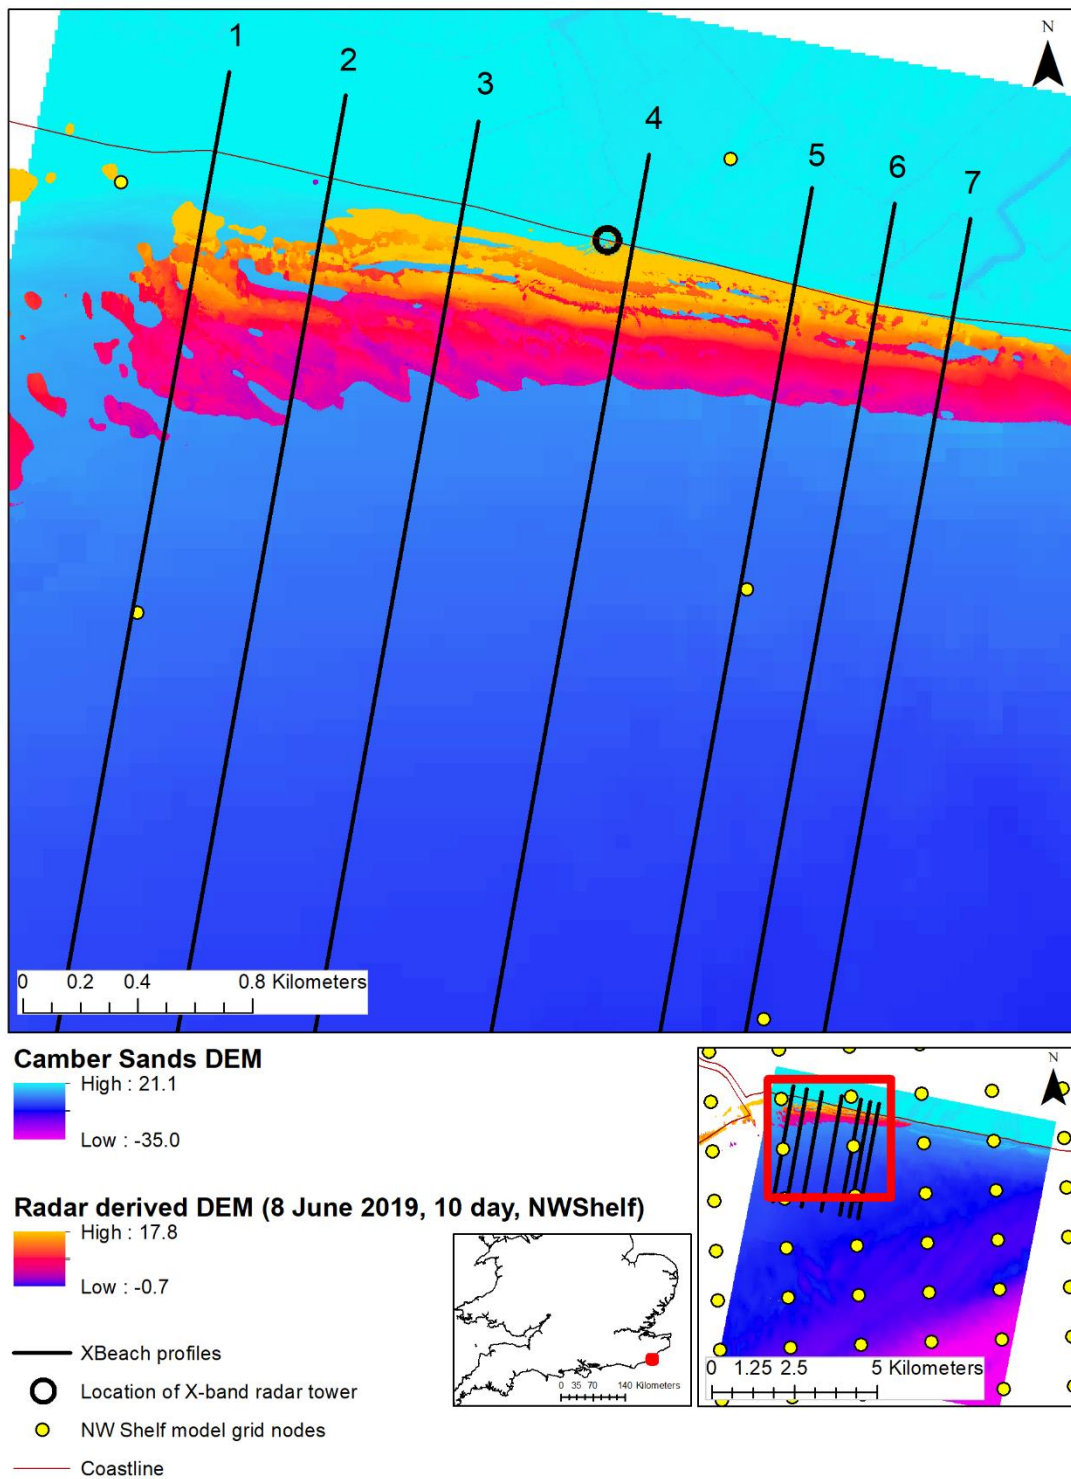 N
1
2
3
4
5
6
7
0 0.2 0.4 0.8 Kilometers
Camber Sands DEM
High : 21.1
Low : -35.0
Radar derived DEM (8 June 2019, 10 day, NWShelf)
High : 17.8
Low : -0.7
XBeach profiles
Location of X-band radar tower
NW Shelf model grid nodes
Coastline
0 35 70 140 Kilometers
N
0 1.25 2.5 5 Kilometers